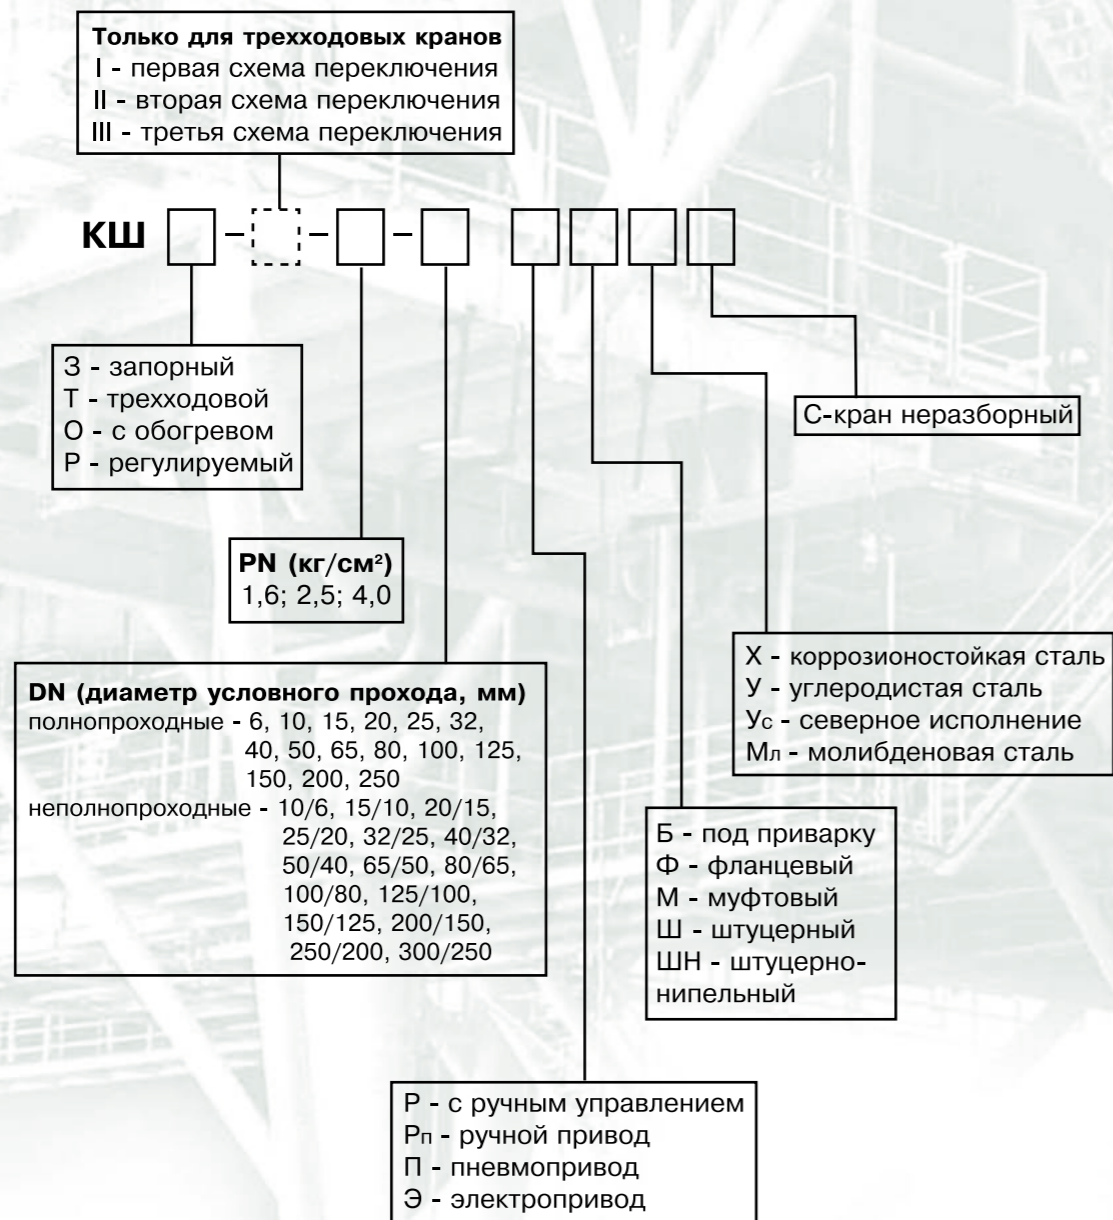 Только для трехходовых кранов
I - первая схема переключения
II - вторая схема переключения
III - третья схема переключения
КШ - - -
З - запорный
Т - трехходовой
О - с обогревом
Р - регулируемый
С-кран неразборный
PN (кг/см²)
1,6; 2,5; 4,0
DN (диаметр условного прохода, мм)
полнопроходные - 6, 10, 15, 20, 25, 32,
40, 50, 65, 80, 100, 125,
150, 200, 250
неполнопроходные - 10/6, 15/10, 20/15,
25/20, 32/25, 40/32,
50/40, 65/50, 80/65,
100/80, 125/100,
150/125, 200/150,
250/200, 300/250
Х - коррозионостойкая сталь
У - углеродистая сталь
Ус - северное исполнение
Мл - молибденовая сталь
Б - под приварку
Ф - фланцевый
М - муфтовый
Ш - штуцерный
ШН - штуцерно-
нипельный
Р - с ручным управлением
Рп - ручной привод
П - пневмопривод
Э - электропривод